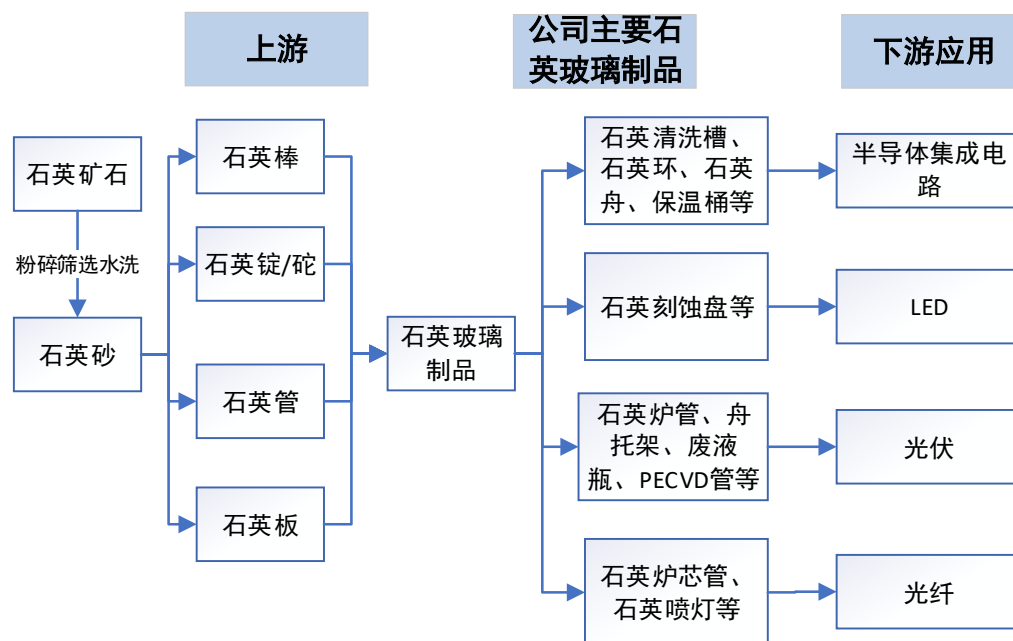 上游
公司主要石
英玻璃制品
下游应用
石英矿石
粉碎筛选水洗
石英砂
石英棒
石英锭/砣
石英管
石英板
石英玻璃
制品
石英清洗槽、
石英环、石英
舟、保温桶等
石英刻蚀盘等
石英炉管、舟
托架、废液
瓶、PECVD管等
石英炉芯管、
石英喷灯等
半导体集成电
路
LED
光伏
光纤